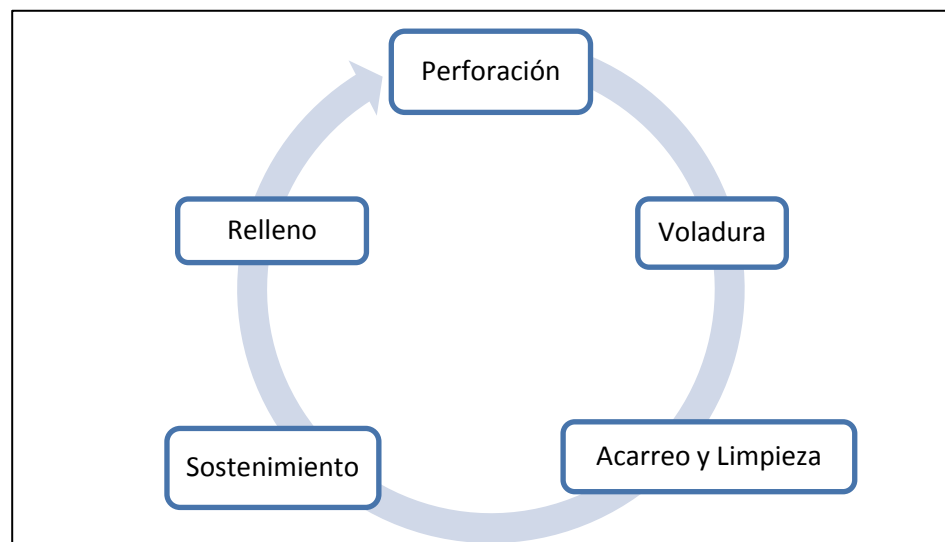 Perforación
Voladura
Acarreo y Limpieza
Sostenimiento
Relleno